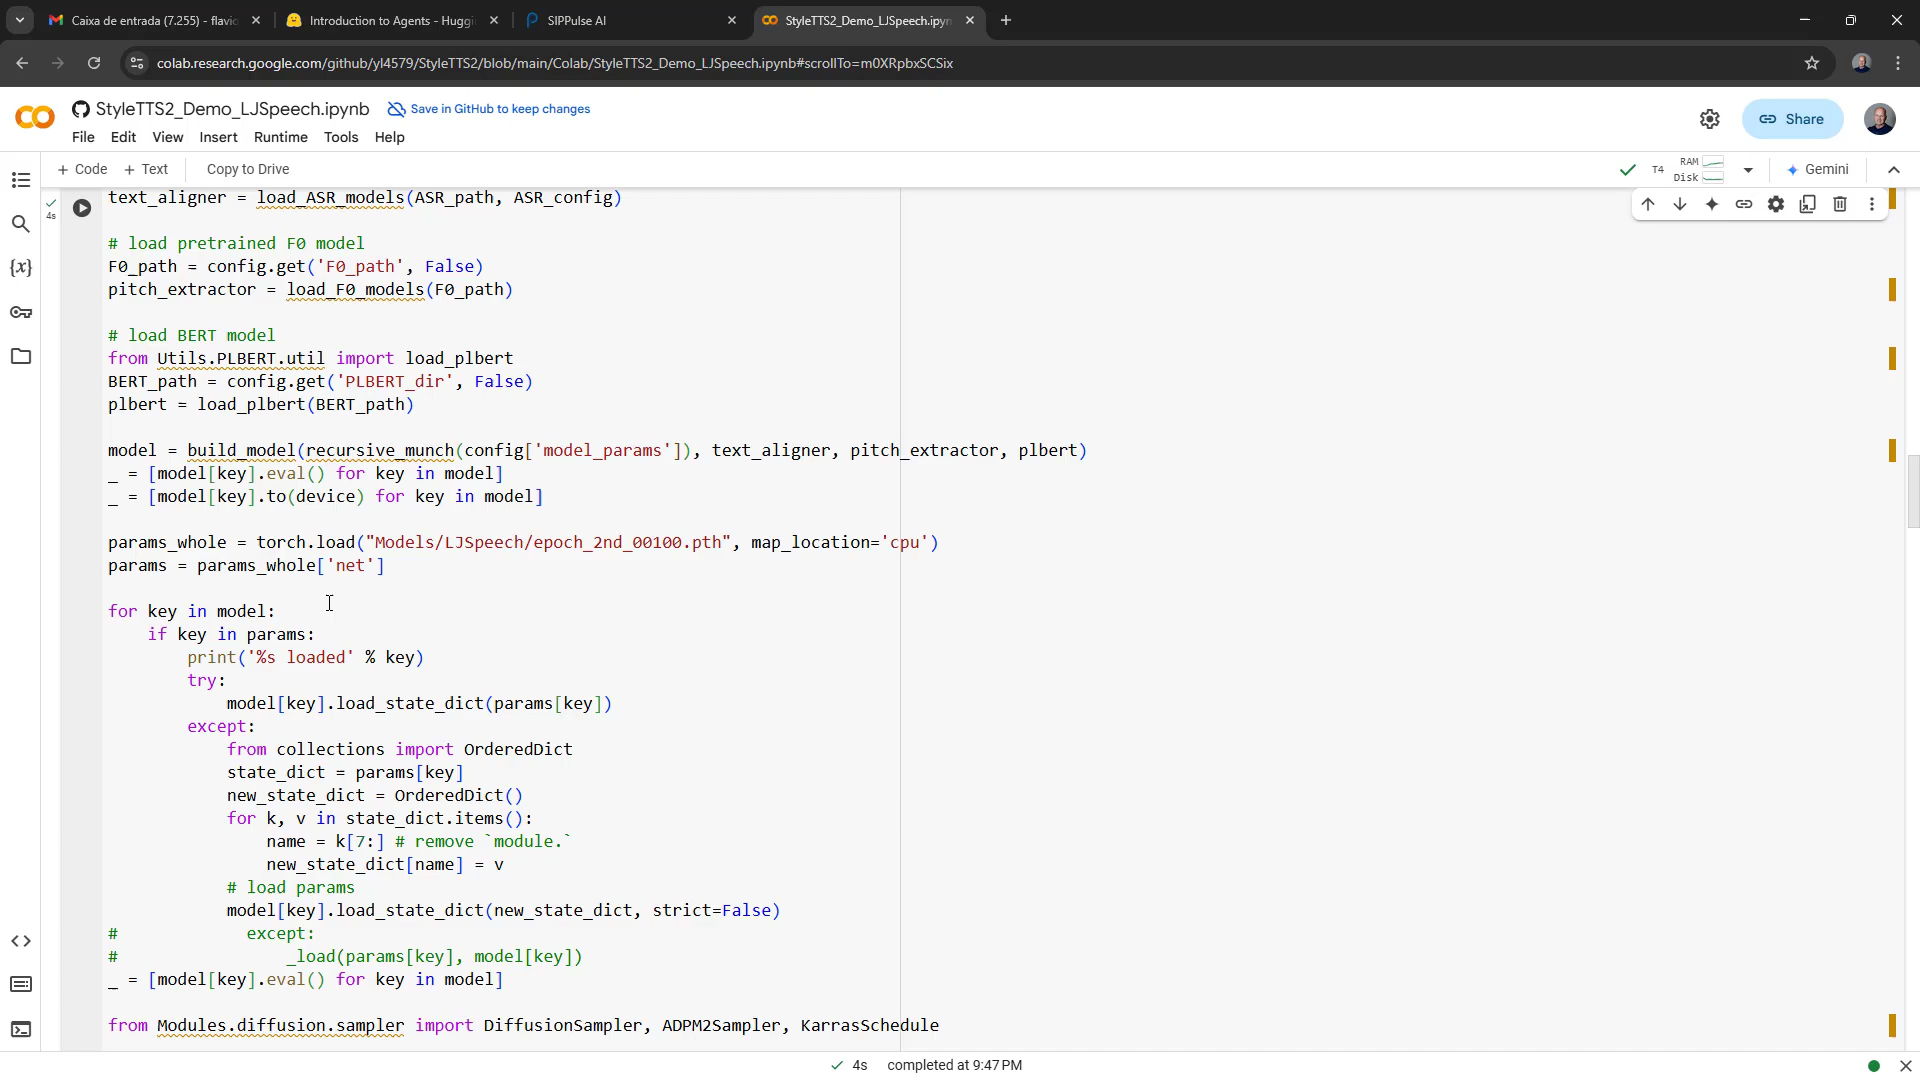 Caixa de entrada (7.255) - flavi
Introduction to Agents - Huggi
SIPPulse AI
StyleTTS2_Demo_LJSpeech.ipyn
colab.research.google.com/github/yl4579/StyleTTS2/blob/main/Colab/StyleTTS2_Demo_LJSpeech.ipynb#scrollTo=m0XRpbxSCSix
StyleTTS2_Demo_LJSpeech.ipynb
Save in GitHub to keep changes
File Edit View Insert Runtime Tools Help
Share
+ Code + Text
Copy to Drive
T4
RAM
Disk
Gemini
4s
text_aligner = load_ASR_models(ASR_path, ASR_config)
# load pretrained F0 model
F0_path = config.get('F0_path', False)
pitch_extractor = load_F0_models(F0_path)
# load BERT model
from Utils.PLBERT.util import load_plbert
BERT_path = config.get('PLBERT_dir', False)
plbert = load_plbert(BERT_path)
model = build_model(recursive_munch(config['model_params']), text_aligner, pitch_extractor, plbert)
_ = [model[key].eval() for key in model]
_ = [model[key].to(device) for key in model]
params_whole = torch.load("Models/LJSpeech/epoch_2nd_00100.pth", map_location='cpu')
params = params_whole['net']
for key in model:
    if key in params:
        print('%s loaded' % key)
        try:
            model[key].load_state_dict(params[key])
        except:
            from collections import OrderedDict
            state_dict = params[key]
            new_state_dict = OrderedDict()
            for k, v in state_dict.items():
                name = k[7:] # remove `module.`
                new_state_dict[name] = v
            # load params
            model[key].load_state_dict(new_state_dict, strict=False)
#             except:
#                 _load(params[key], model[key])
_ = [model[key].eval() for key in model]
from Modules.diffusion.sampler import DiffusionSampler, ADPM2Sampler, KarrasSchedule
4s completed at 9:47 PM